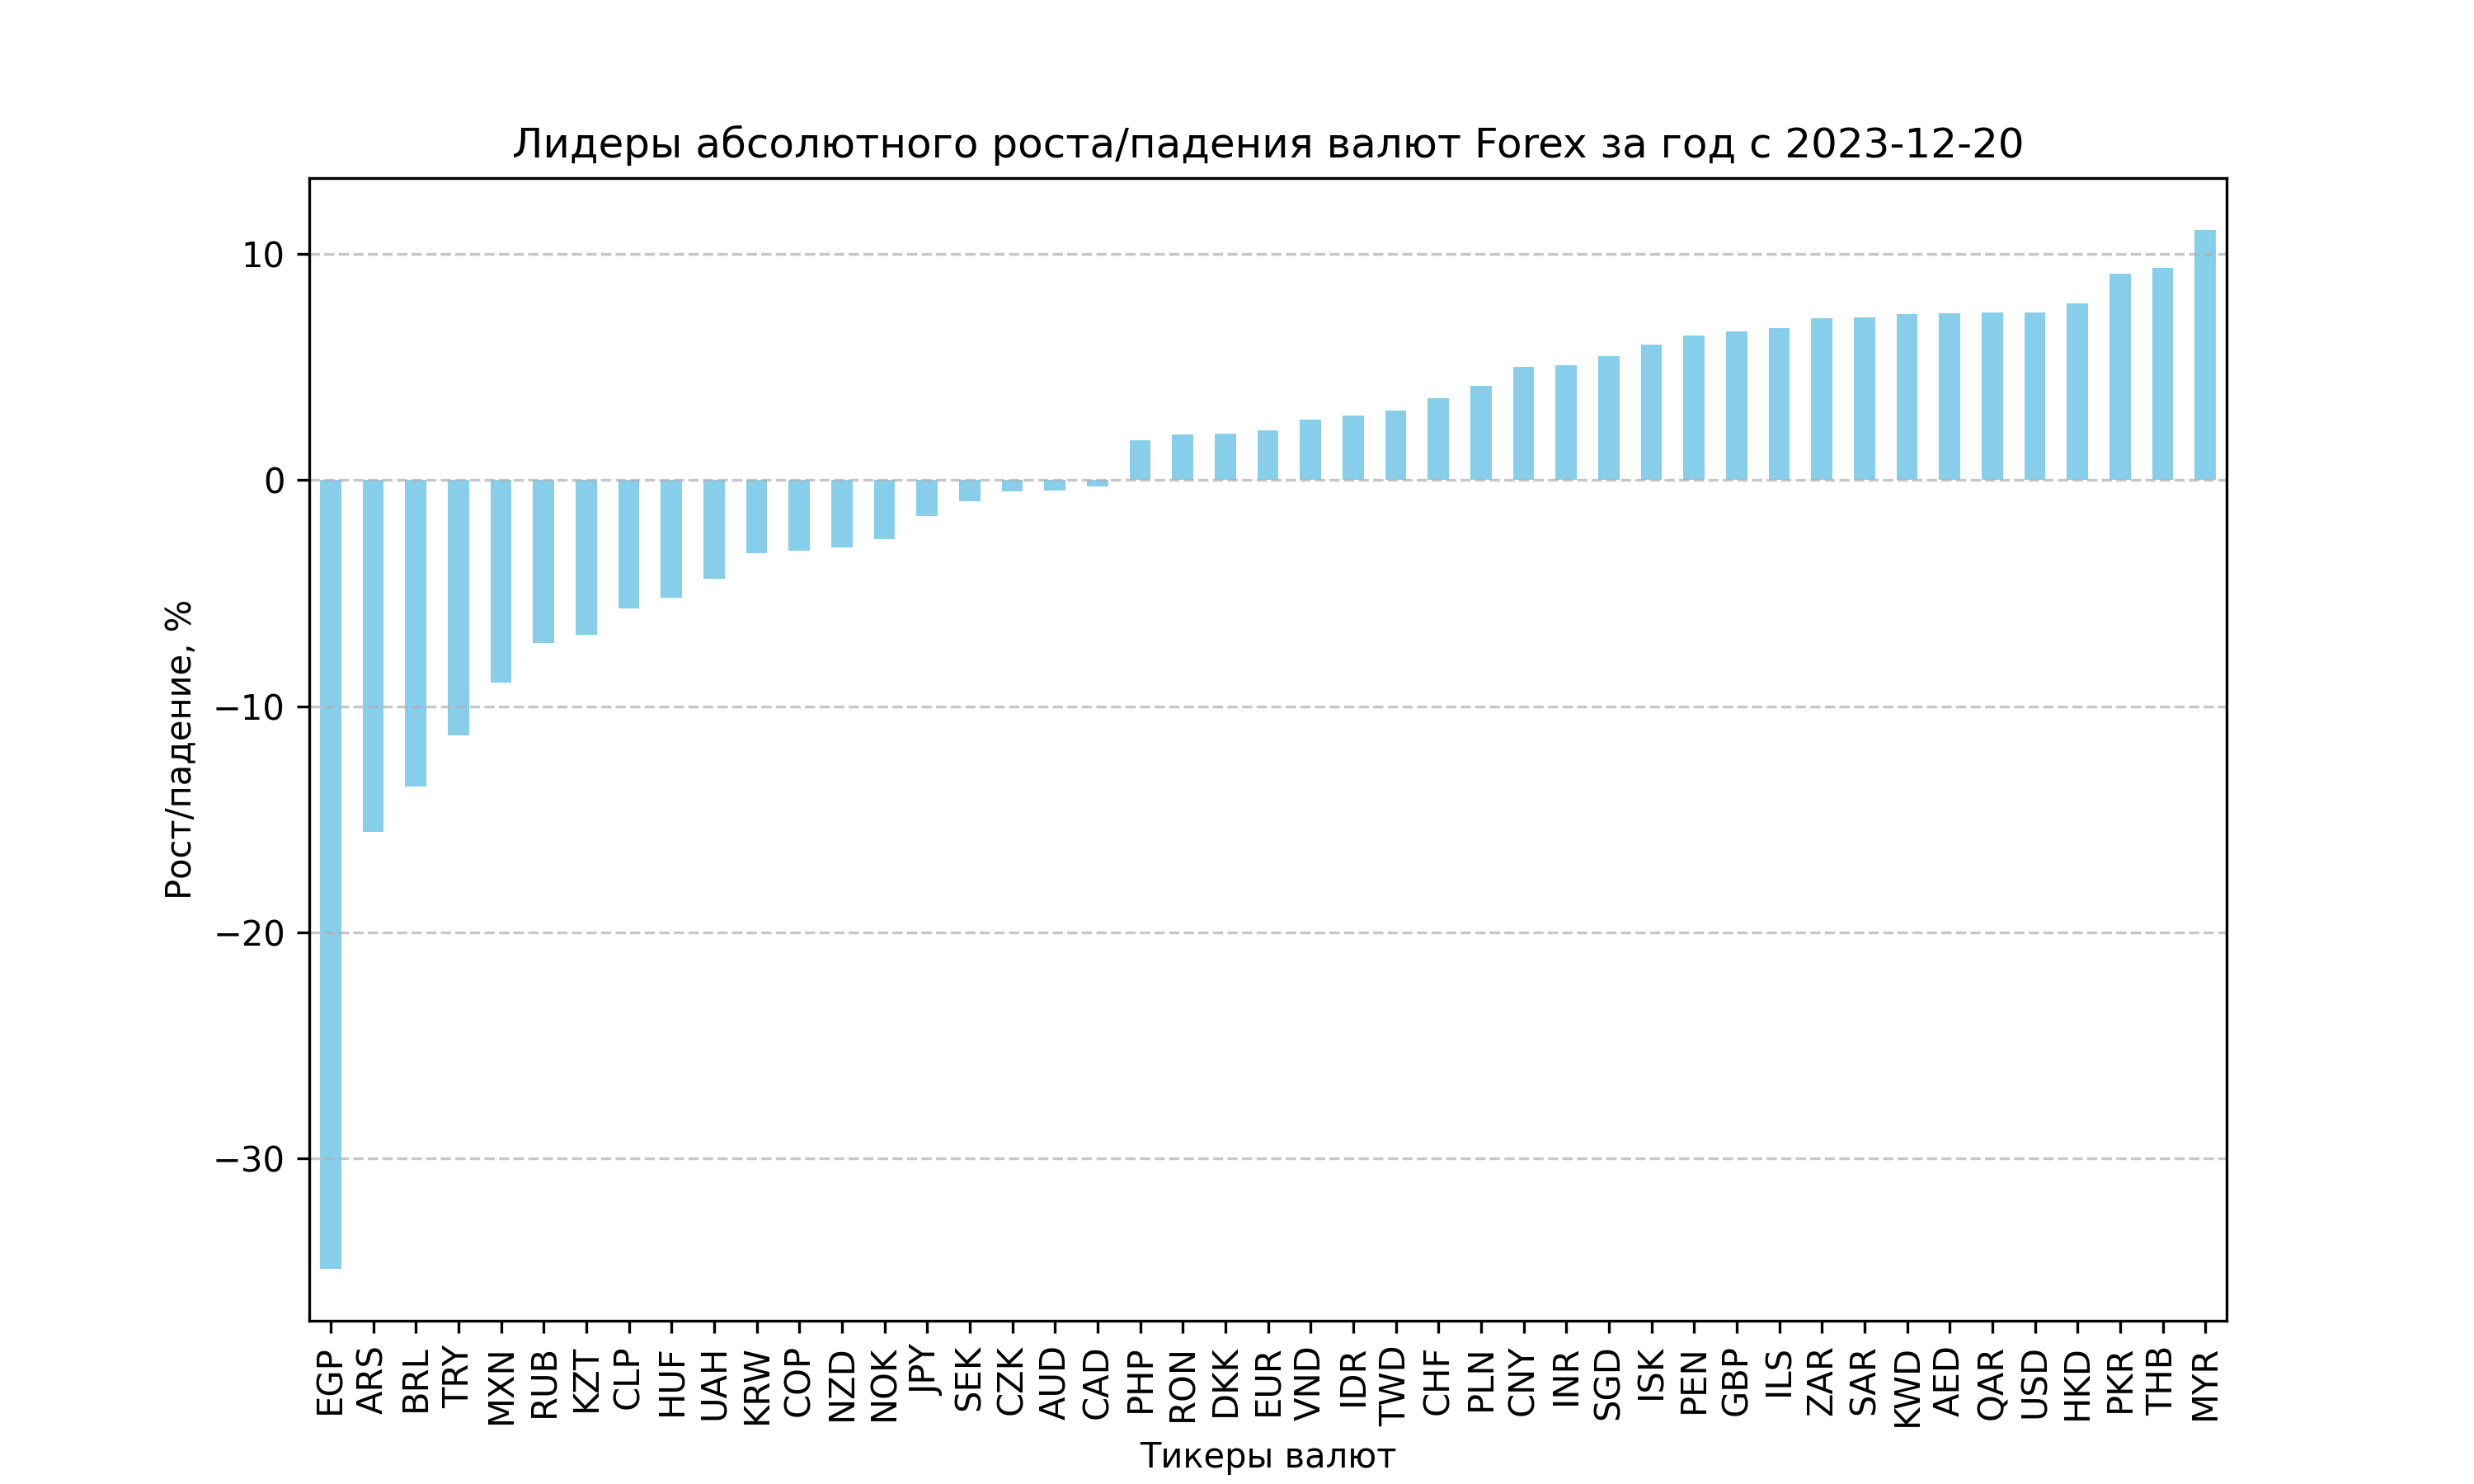 Лидеры абсолютного роста/падения валют Forex за год с 2023-12-20
10
0
−10
−20
−30
Рост/падение, %
EGP
ARS
BRL
TRY
MXN
RUB
KZT
CLP
HUF
UAH
KRW
COP
NZD
NOK
JPY
SEK
CZK
AUD
CAD
PHP
RON
DKK
EUR
VND
IDR
TWD
CHF
PLN
CNY
INR
SGD
ISK
PEN
GBP
ILS
ZAR
SAR
KWD
AED
QAR
USD
HKD
PKR
THB
MYR
Тикеры валют